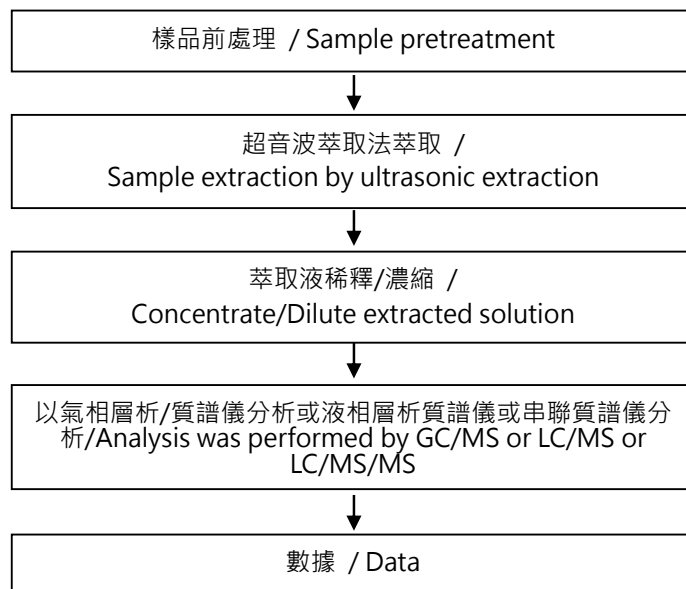 樣品前處理 / Sample pretreatment
超音波萃取法萃取 /
Sample extraction by ultrasonic extraction
萃取液稀釋/濃縮 /
Concentrate/Dilute extracted solution
以氣相層析/質譜儀分析或液相層析質譜儀或串聯質譜儀分
析/Analysis was performed by GC/MS or LC/MS or
LC/MS/MS
數據 / Data